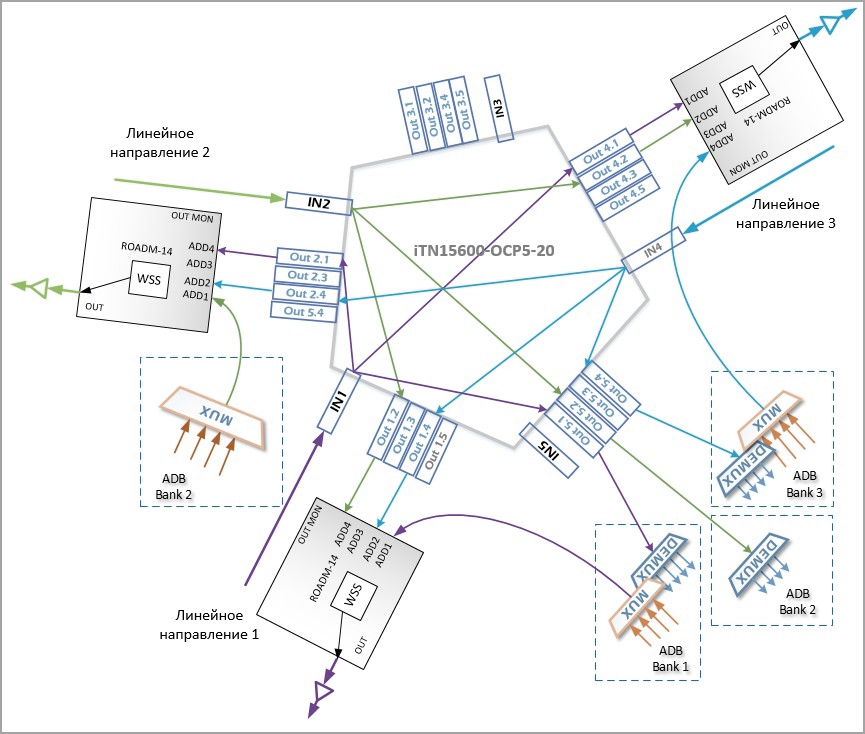 Линейное
направление 2
IN2
Out 3.1
Out 3.2
Out 3.4
Out 3.5
IN3
OUT
WSS
ROADM-14
ADD1
ADD2
ADD3
ADD4
OUT MON
Out 4.1
Out 4.2
Out 4.3
Out 4.5
Линейное
направление 3
IN4
iTN15600-OCP5-20
OUT MON
ROADM-14
WSS
ADD4
ADD3
ADD2
ADD1
OUT
Out 2.1
Out 2.3
Out 2.4
Out 5.4
MUX
ADB
Bank 2
IN1
Out 1.2
Out 1.3
Out 1.4
Out 1.5
Out 5.4
Out 5.3
Out 5.2
Out 5.1
IN5
MUX
DEMUX
ADB
Bank 3
DEMUX
ADB
Bank 2
DEMUX
MUX
ADB
Bank 1
OUT MON
ADD4
ADD3
ADD2
ADD1
ROADM-14
WSS
OUT
Линейное
направление 1